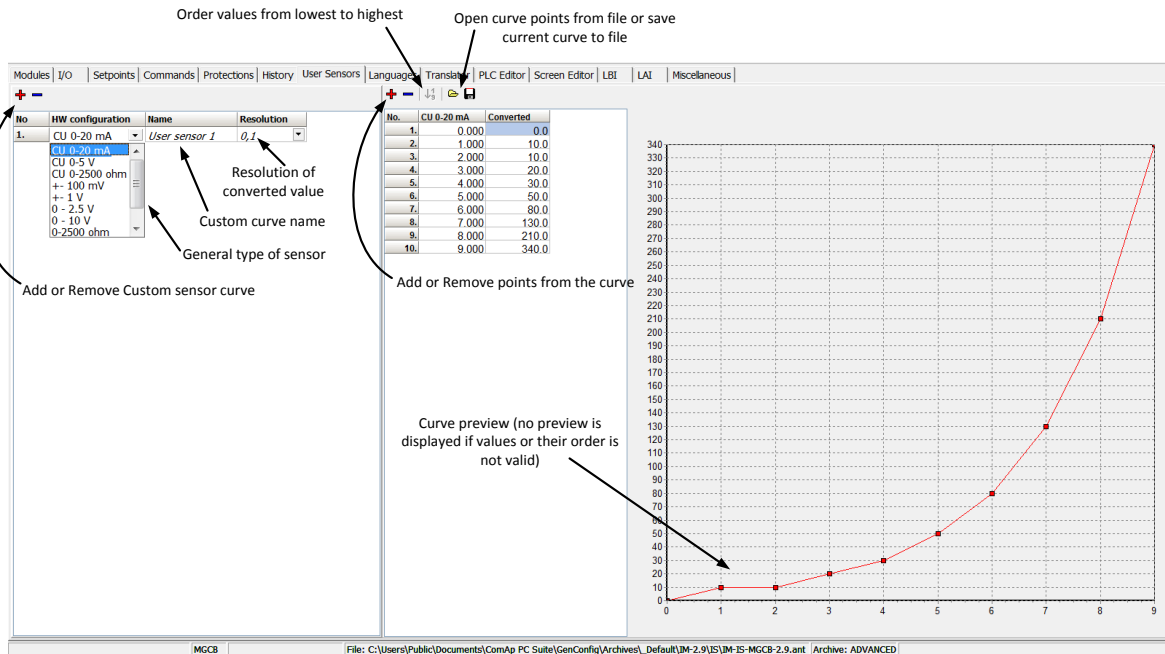 Order values from lowest to highest
Open curve points from file or save
current curve to file
Modules I/O Setpoints Commands Protections History User Sensors Languages Translator PLC Editor Screen Editor LBI LAI Miscellaneous
No HW configuration Name Resolution
1. CU 0-20 mA User sensor 1 0,1
CU 0-20 mA
CU 0-5 V
CU 0-2500 ohm
+- 100 mV
+- 1 V
0 - 2.5 V
0 - 10 V
0-2500 ohm
Resolution of
converted value
Custom curve name
General type of sensor
Add or Remove Custom sensor curve
No. CU 0-20 mA Converted
1. 0.000 0.0
2. 1.000 10.0
3. 2.000 10.0
4. 3.000 20.0
5. 4.000 30.0
6. 5.000 50.0
7. 6.000 80.0
8. 7.000 130.0
9. 8.000 210.0
10. 9.000 340.0
Add or Remove points from the curve
Curve preview (no preview is
displayed if values or their order is
not valid)
340
330
320
310
300
290
280
270
260
250
240
230
220
210
200
190
180
170
160
150
140
130
120
110
100
90
80
70
60
50
40
30
20
10
0
0 1 2 3 4 5 6 7 8 9
MGCB File: C:\Users\Public\Documents\ComAp PC Suite\GenConfig\Archives\_Default\IM-2.9\IS\IM-IS-MGCB-2.9.ant Archive: ADVANCED